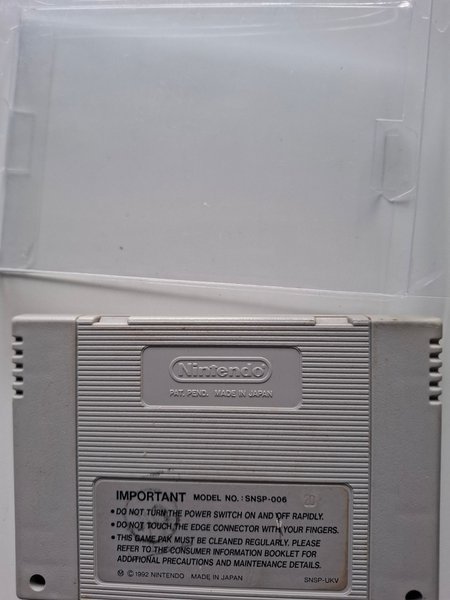 Nintendo
PAT. PEND. MADE IN JAPAN
IMPORTANT MODEL NO. : SNSP-006
• DO NOT TURN THE POWER SWITCH ON AND OFF RAPIDLY.
• DO NOT TOUCH THE EDGE CONNECTOR WITH YOUR FINGERS.
• THIS GAME PAK MUST BE CLEANED REGULARLY. PLEASE
REFER TO THE CONSUMER INFORMATION BOOKLET FOR
ADDITIONAL PRECAUTIONS AND MAINTENANCE DETAILS.
Ⓜ © 1992 NINTENDO MADE IN JAPAN SNSP-UKV